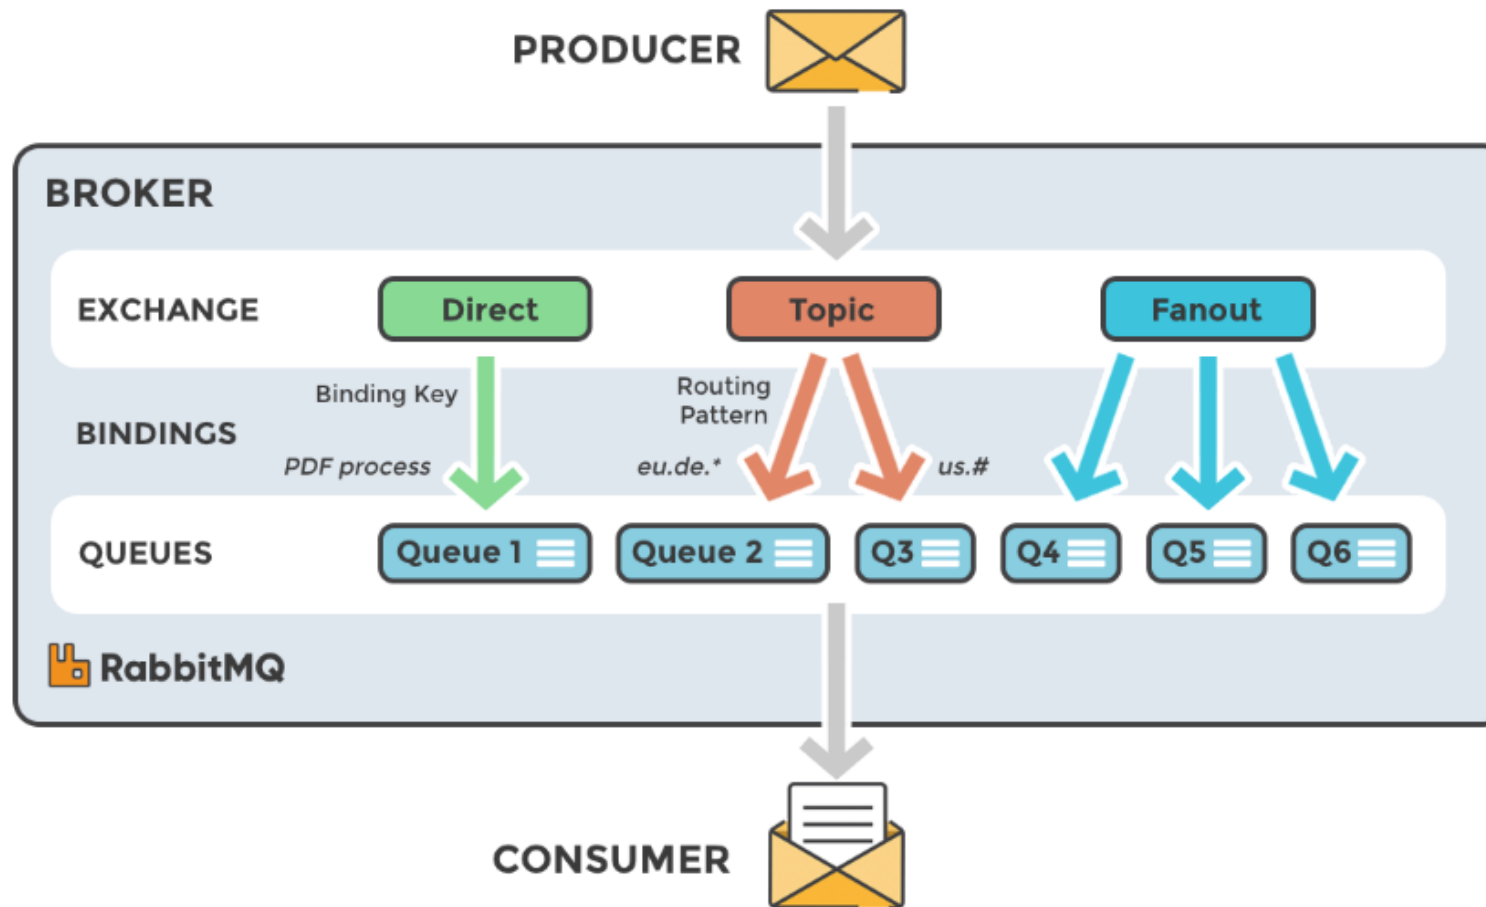 PRODUCER
BROKER
EXCHANGE
Direct
Topic
Fanout
Binding Key
Routing
Pattern
BINDINGS
PDF process
eu.de.*
us.#
QUEUES
Queue 1
Queue 2
Q3
Q4
Q5
Q6
RabbitMQ
CONSUMER